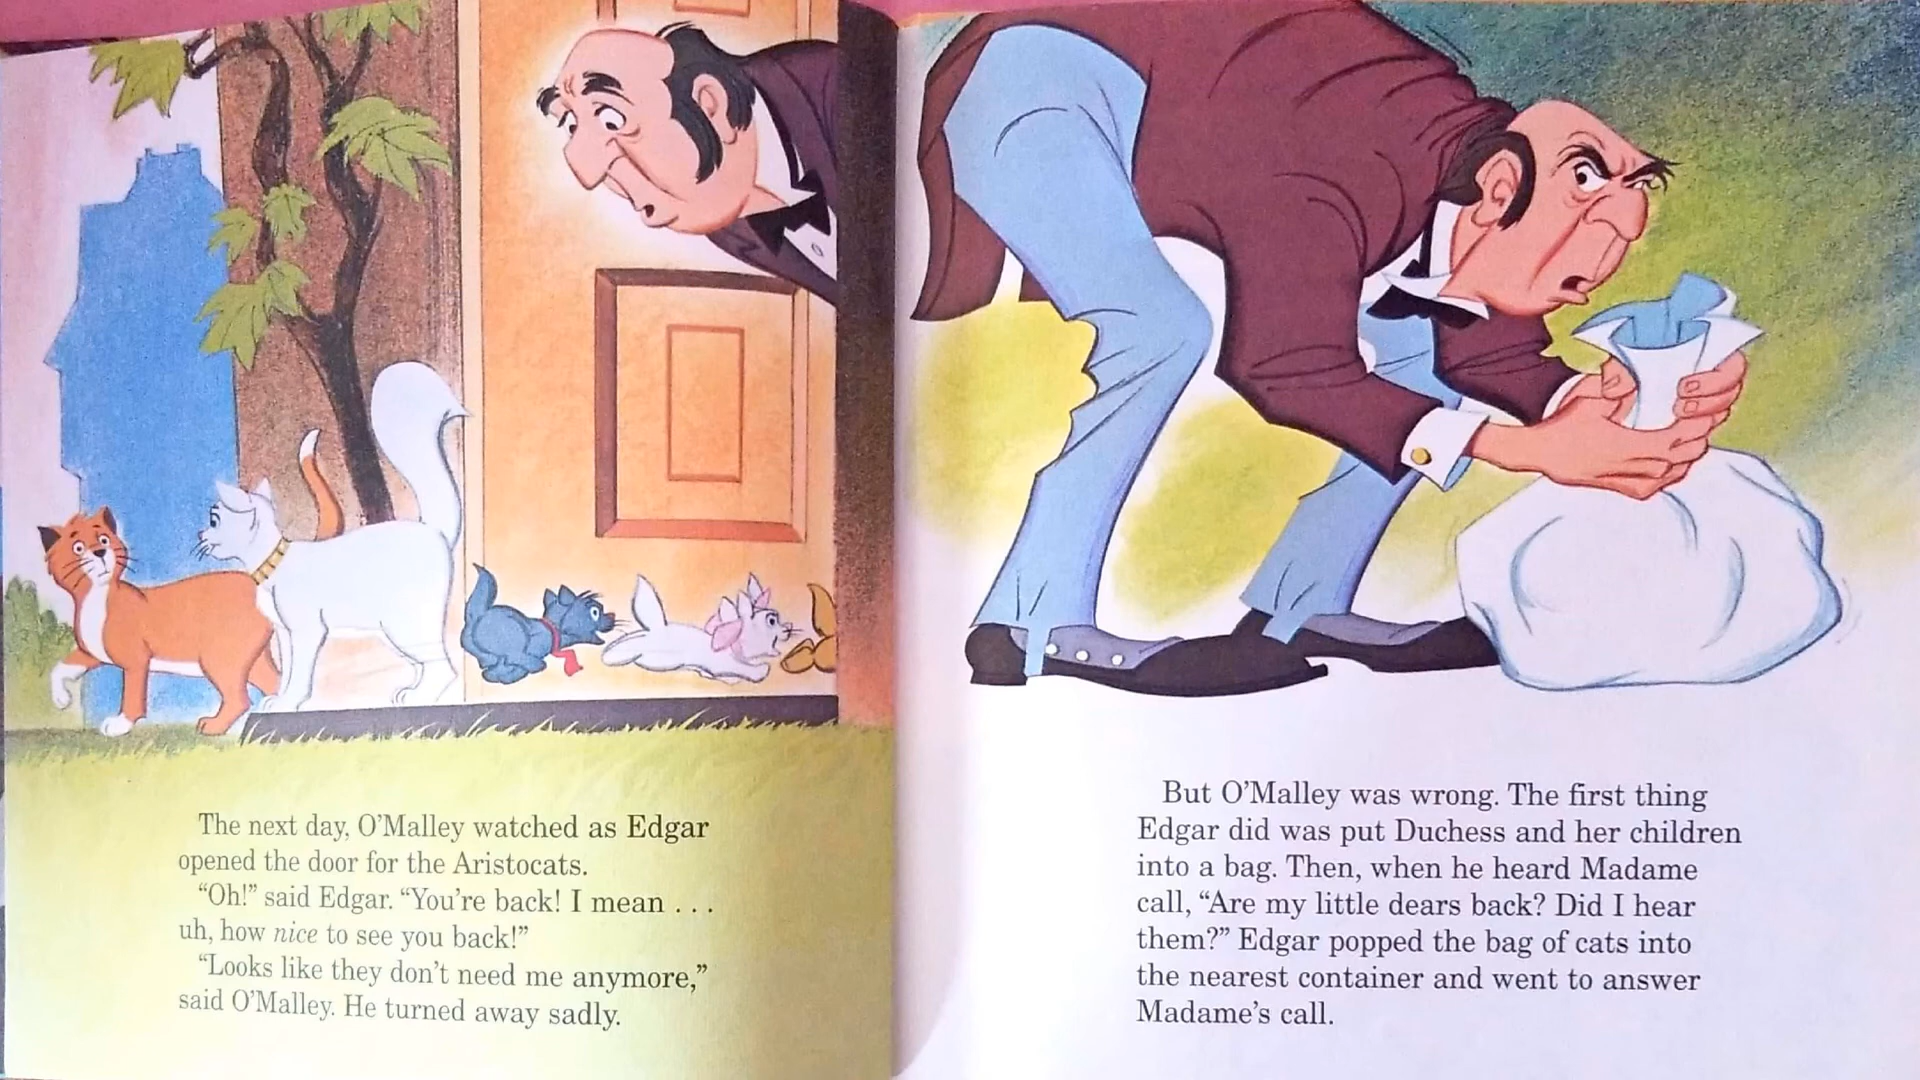 The next day, O’Malley watched as Edgar
opened the door for the Aristocats.
“Oh!” said Edgar. “You’re back! I mean . . .
uh, how nice to see you back!”
“Looks like they don’t need me anymore,”
said O’Malley. He turned away sadly.
But O’Malley was wrong. The first thing
Edgar did was put Duchess and her children
into a bag. Then, when he heard Madame
call, “Are my little dears back? Did I hear
them?” Edgar popped the bag of cats into
the nearest container and went to answer
Madame’s call.